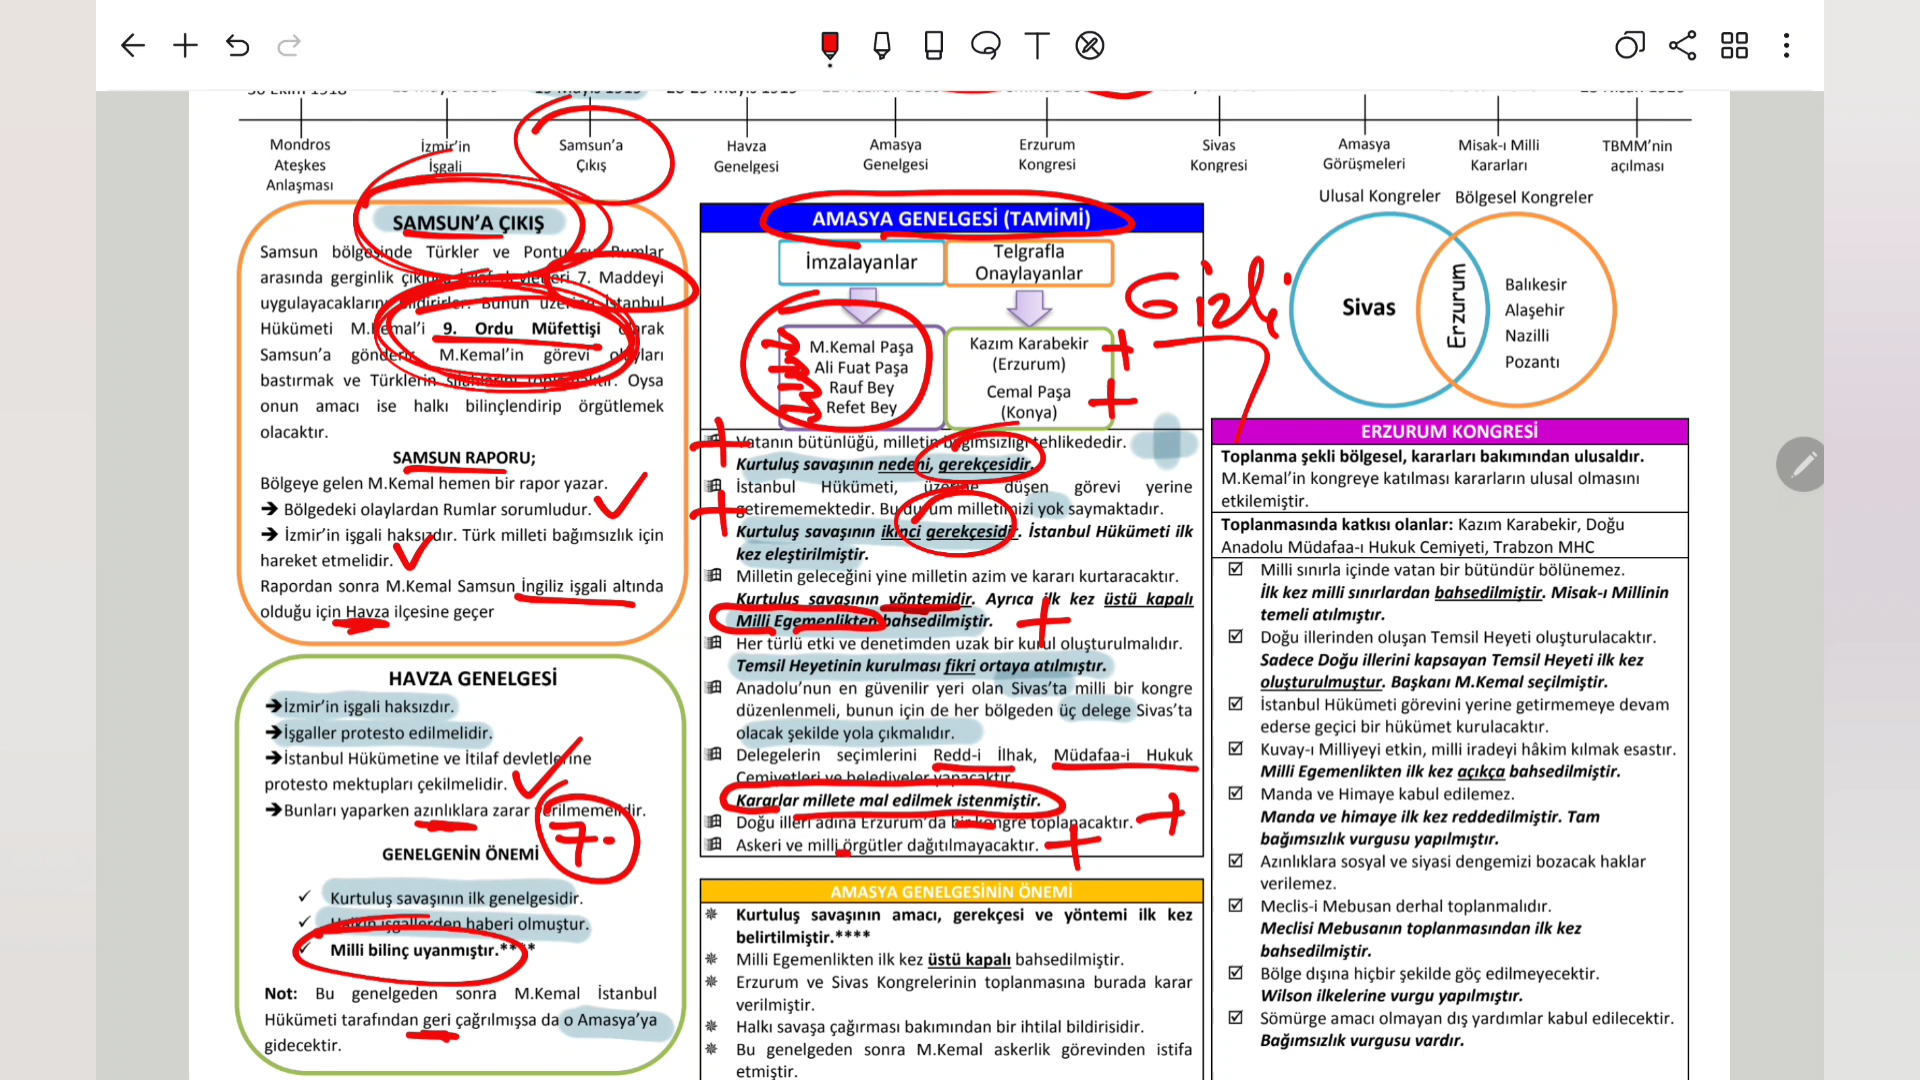 19 Mayıs 1919
Mondros
Ateşkes
Anlaşması
İzmir'in
İşgali
Samsun'a
Çıkış
Havza
Genelgesi
Amasya
Genelgesi
Erzurum
Kongresi
Sivas
Kongresi
Amasya
Görüşmeleri
Misak-ı Milli
Kararları
TBMM'nin
açılması
SAMSUN'A ÇIKIŞ
Samsun bölgesinde Türkler ve Pontusçu Rumlar
arasında gerginlik çıkınca İtilaf devletleri 7. Maddeyi
uygulayacaklarını bildirirler. Bunun üzerine İstanbul
Hükümeti M.Kemal'i 9. Ordu Müfettişi olarak
Samsun'a gönderir. M.Kemal'in görevi olayları
bastırmak ve Türklerin silahlarını toplamaktır. Oysa
onun amacı ise halkı bilinçlendirip örgütlemek
olacaktır.
SAMSUN RAPORU;
Bölgeye gelen M.Kemal hemen bir rapor yazar.
➔ Bölgedeki olaylardan Rumlar sorumludur.
➔ İzmir'in işgali haksızdır. Türk milleti bağımsızlık için
hareket etmelidir.
Rapordan sonra M.Kemal Samsun İngiliz işgali altında
olduğu için Havza ilçesine geçer
HAVZA GENELGESİ
➔İzmir'in işgali haksızdır.
➔İşgaller protesto edilmelidir.
➔İstanbul Hükümetine ve İtilaf devletlerine
protesto mektupları çekilmelidir.
➔Bunları yaparken azınlıklara zarar verilmemelidir.
7.
GENELGENİN ÖNEMİ
✓ Kurtuluş savaşının ilk genelgesidir.
✓ Halkın işgallerden haberi olmuştur.
✓ Milli bilinç uyanmıştır.****
Not: Bu genelgeden sonra M.Kemal İstanbul
Hükümeti tarafından geri çağrılmışsa da o Amasya'ya
gidecektir.
AMASYA GENELGESİ (TAMİMİ)
İmzalayanlar
Telgrafla
Onaylayanlar
M.Kemal Paşa
Ali Fuat Paşa
Rauf Bey
Refet Bey
Kazım Karabekir
(Erzurum)
Cemal Paşa
(Konya)
Gizli
Vatanın bütünlüğü, milletin bağımsızlığı tehlikededir.
Kurtuluş savaşının nedeni, gerekçesidir.
İstanbul Hükümeti, üzerine düşen görevi yerine
getirememektedir. Bu durum milletimizi yok saymaktadır.
Kurtuluş savaşının ikinci gerekçesidir. İstanbul Hükümeti ilk
kez eleştirilmiştir.
Milletin geleceğini yine milletin azim ve kararı kurtaracaktır.
Kurtuluş savaşının yöntemidir. Ayrıca ilk kez üstü kapalı
Milli Egemenlikten bahsedilmiştir.
Her türlü etki ve denetimden uzak bir kurul oluşturulmalıdır.
Temsil Heyetinin kurulması fikri ortaya atılmıştır.
Anadolu'nun en güvenilir yeri olan Sivas'ta milli bir kongre
düzenlenmeli, bunun için de her bölgeden üç delege Sivas'ta
olacak şekilde yola çıkmalıdır.
Delegelerin seçimlerini Redd-i İlhak, Müdafaa-i Hukuk
Cemiyetleri ve belediyeler yapacaktır.
Kararlar millete mal edilmek istenmiştir.
Doğu illeri adına Erzurum'da bir kongre toplanacaktır.
Askeri ve milli örgütler dağıtılmayacaktır.
AMASYA GENELGESİNİN ÖNEMİ
Kurtuluş savaşının amacı, gerekçesi ve yöntemi ilk kez
belirtilmiştir.****
Milli Egemenlikten ilk kez üstü kapalı bahsedilmiştir.
Erzurum ve Sivas Kongrelerinin toplanmasına burada karar
verilmiştir.
Halkı savaşa çağırması bakımından bir ihtilal bildirisidir.
Bu genelgeden sonra M.Kemal askerlik görevinden istifa
etmiştir.
Ulusal Kongreler
Bölgesel Kongreler
Sivas
Erzurum
Balıkesir
Alaşehir
Nazilli
Pozantı
ERZURUM KONGRESİ
Toplanma şekli bölgesel, kararları bakımından ulusaldır.
M.Kemal'in kongreye katılması kararların ulusal olmasını
etkilemiştir.
Toplanmasında katkısı olanlar: Kazım Karabekir, Doğu
Anadolu Müdafaa-ı Hukuk Cemiyeti, Trabzon MHC
Milli sınırla içinde vatan bir bütündür bölünemez.
İlk kez milli sınırlardan bahsedilmiştir. Misak-ı Millinin
temeli atılmıştır.
Doğu illerinden oluşan Temsil Heyeti oluşturulacaktır.
Sadece Doğu illerini kapsayan Temsil Heyeti ilk kez
oluşturulmuştur. Başkanı M.Kemal seçilmiştir.
İstanbul Hükümeti görevini yerine getirmemeye devam
ederse geçici bir hükümet kurulacaktır.
Kuvay-ı Milliyeyi etkin, milli iradeyi hâkim kılmak esastır.
Milli Egemenlikten ilk kez açıkça bahsedilmiştir.
Manda ve Himaye kabul edilemez.
Manda ve himaye ilk kez reddedilmiştir. Tam
bağımsızlık vurgusu yapılmıştır.
Azınlıklara sosyal ve siyasi dengemizi bozacak haklar
verilemez.
Meclis-i Mebusan derhal toplanmalıdır.
Meclisi Mebusanın toplanmasından ilk kez
bahsedilmiştir.
Bölge dışına hiçbir şekilde göç edilmeyecektir.
Wilson ilkelerine vurgu yapılmıştır.
Sömürge amacı olmayan dış yardımlar kabul edilecektir.
Bağımsızlık vurgusu vardır.